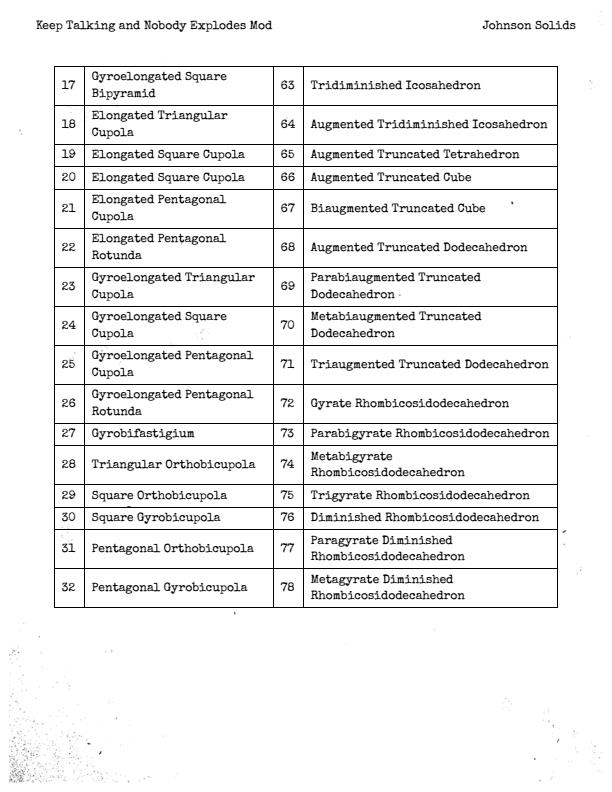 Keep Talking and Nobody Explodes Mod Johnson Solids
17 Gyroelongated Square
Bipyramid 63 Tridiminished Icosahedron
18 Elongated Triangular
Cupola 64 Augmented Tridiminished Icosahedron
19 Elongated Square Cupola 65 Augmented Truncated Tetrahedron
20 Elongated Square Cupola 66 Augmented Truncated Cube
21 Elongated Pentagonal
Cupola 67 Biaugmented Truncated Cube
22 Elongated Pentagonal
Rotunda 68 Augmented Truncated Dodecahedron
23 Gyroelongated Triangular
Cupola 69 Parabiaugmented Truncated
Dodecahedron
24 Gyroelongated Square
Cupola 70 Metabiaugmented Truncated
Dodecahedron
25 Gyroelongated Pentagonal
Cupola 71 Triaugmented Truncated Dodecahedron
26 Gyroelongated Pentagonal
Rotunda 72 Gyrate Rhombicosidodecahedron
27 Gyrobifastigium 73 Parabigyrate Rhombicosidodecahedron
28 Triangular Orthobicupola 74 Metabigyrate
Rhombicosidodecahedron
29 Square Orthobicupola 75 Trigyrate Rhombicosidodecahedron
30 Square Gyrobicupola 76 Diminished Rhombicosidodecahedron
31 Pentagonal Orthobicupola 77 Paragyrate Diminished
Rhombicosidodecahedron
32 Pentagonal Gyrobicupola 78 Metagyrate Diminished
Rhombicosidodecahedron